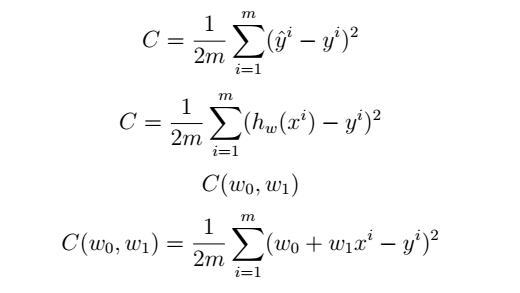 C = \frac{1}{2m} \sum_{i=1}^{m} (\hat{y}^i - y^i)^2
C = \frac{1}{2m} \sum_{i=1}^{m} (h_w(x^i) - y^i)^2
C(w_0, w_1)
C(w_0, w_1) = \frac{1}{2m} \sum_{i=1}^{m} (w_0 + w_1 x^i - y^i)^2